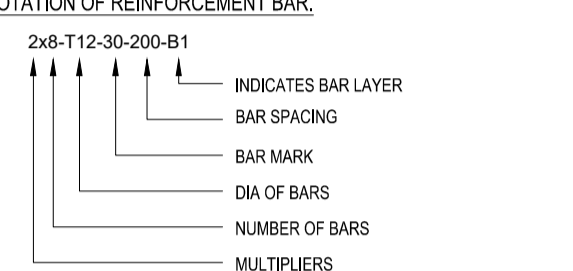 OTATION OF REINFORCEMENT BAR.
2x8-T12-30-200-B1
INDICATES BAR LAYER
BAR SPACING
BAR MARK
DIA OF BARS
NUMBER OF BARS
MULTIPLIERS